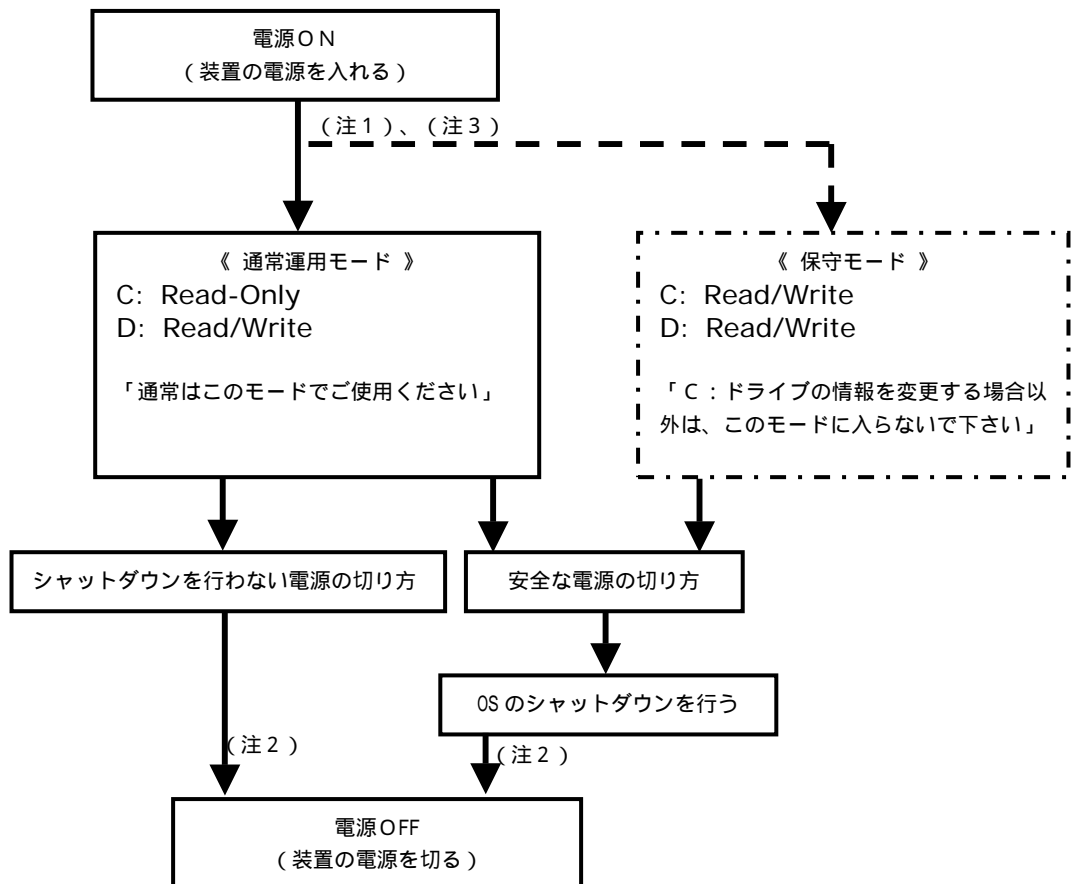 電源ＯＮ
（装置の電源を入れる）
（注１）、（注３）
《 通常運用モード 》
C: Read-Only
D: Read/Write
「通常はこのモードでご使用ください」
《 保守モード 》
C: Read/Write
D: Read/Write
「Ｃ：ドライブの情報を変更する場合以
外は、このモードに入らないで下さい」
シャットダウンを行わない電源の切り方
安全な電源の切り方
OS のシャットダウンを行う
（注２）
（注２）
電源OFF
（装置の電源を切る）